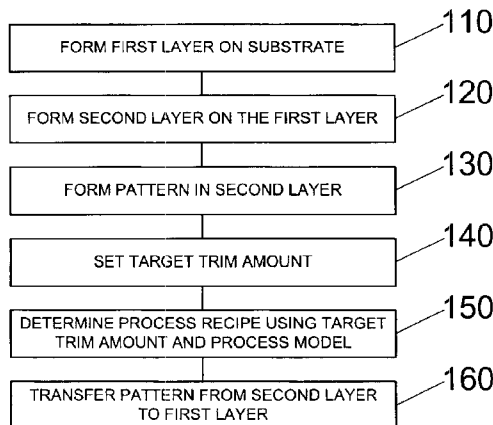 110
FORM FIRST LAYER ON SUBSTRATE
120
FORM SECOND LAYER ON THE FIRST LAYER
130
FORM PATTERN IN SECOND LAYER
140
SET TARGET TRIM AMOUNT
150
DETERMINE PROCESS RECIPE USING TARGET
TRIM AMOUNT AND PROCESS MODEL
160
TRANSFER PATTERN FROM SECOND LAYER
TO FIRST LAYER